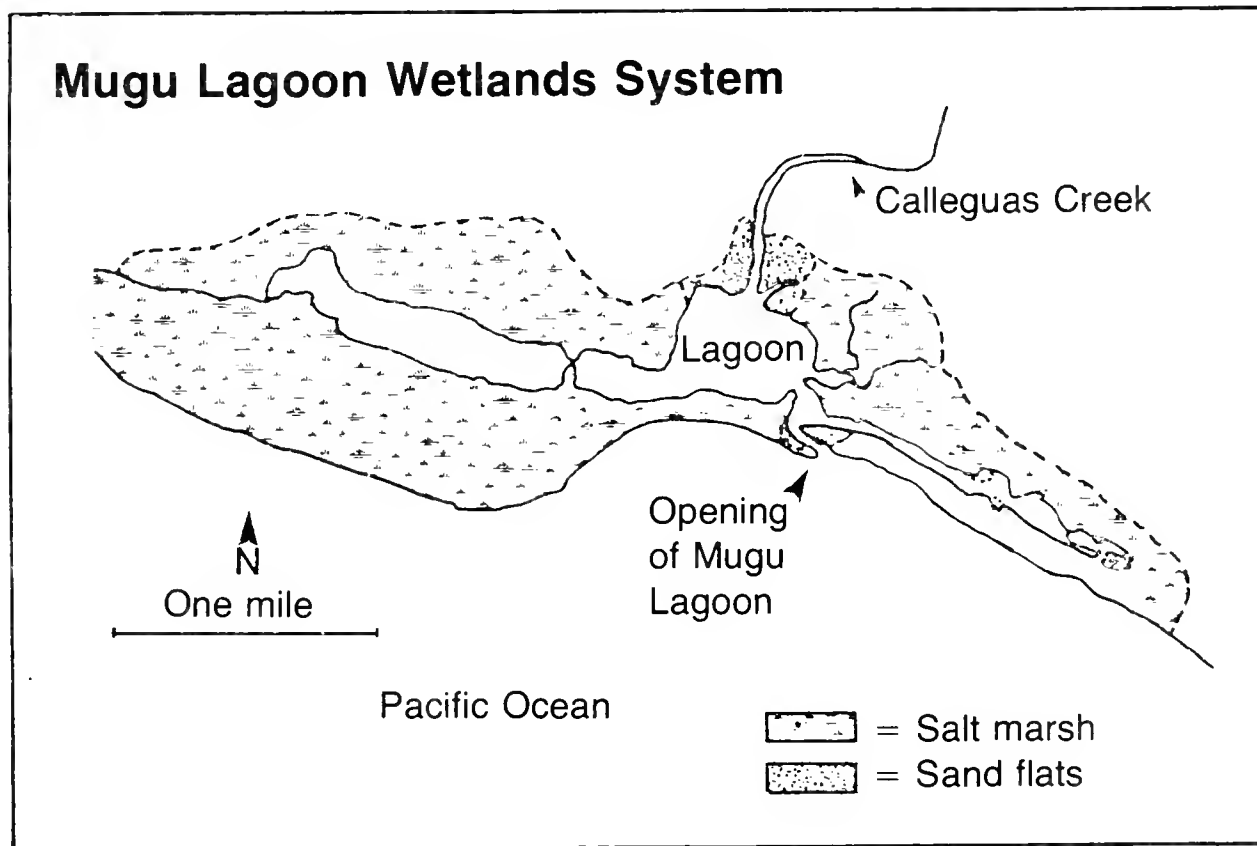 Mugu Lagoon Wetlands System
Calleguas Creek
Lagoon
Opening
of Mugu
Lagoon
N
One mile
Pacific Ocean
= Salt marsh
= Sand flats